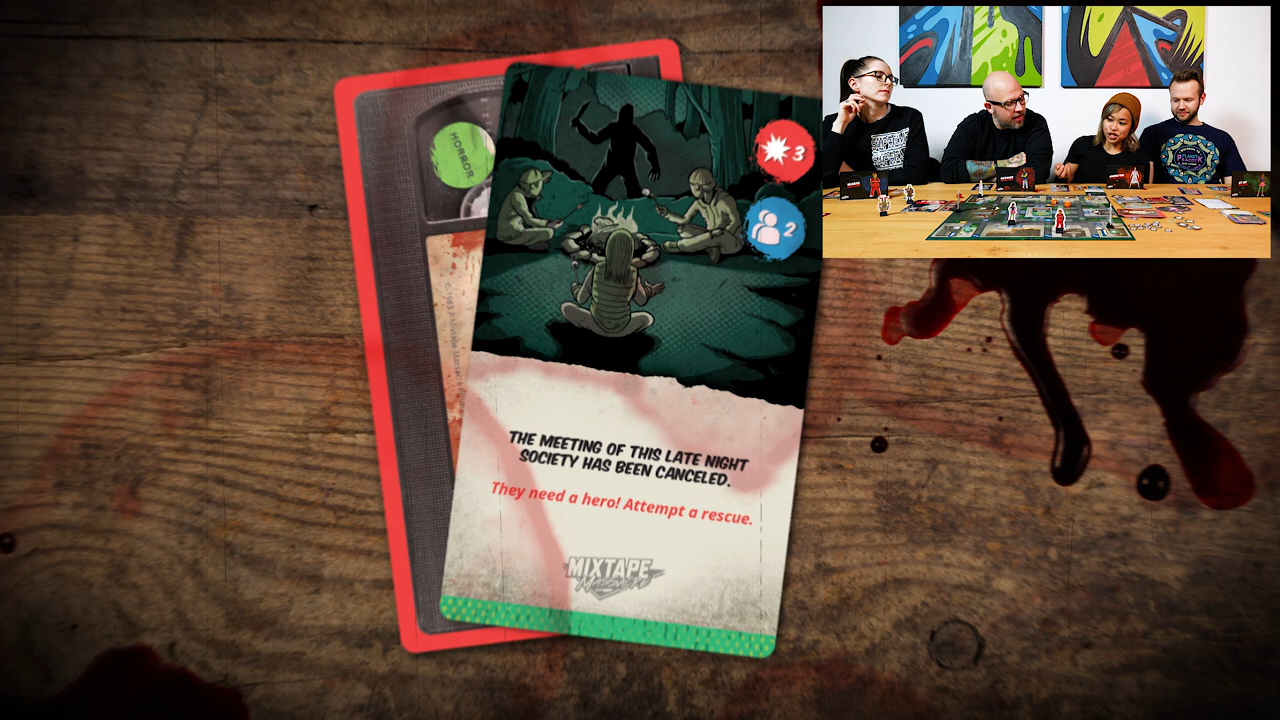 HORROR
3
2
THE MEETING OF THIS LATE NIGHT
SOCIETY HAS BEEN CANCELED.
They need a hero! Attempt a rescue.
MIXTAPE
MASSACRE